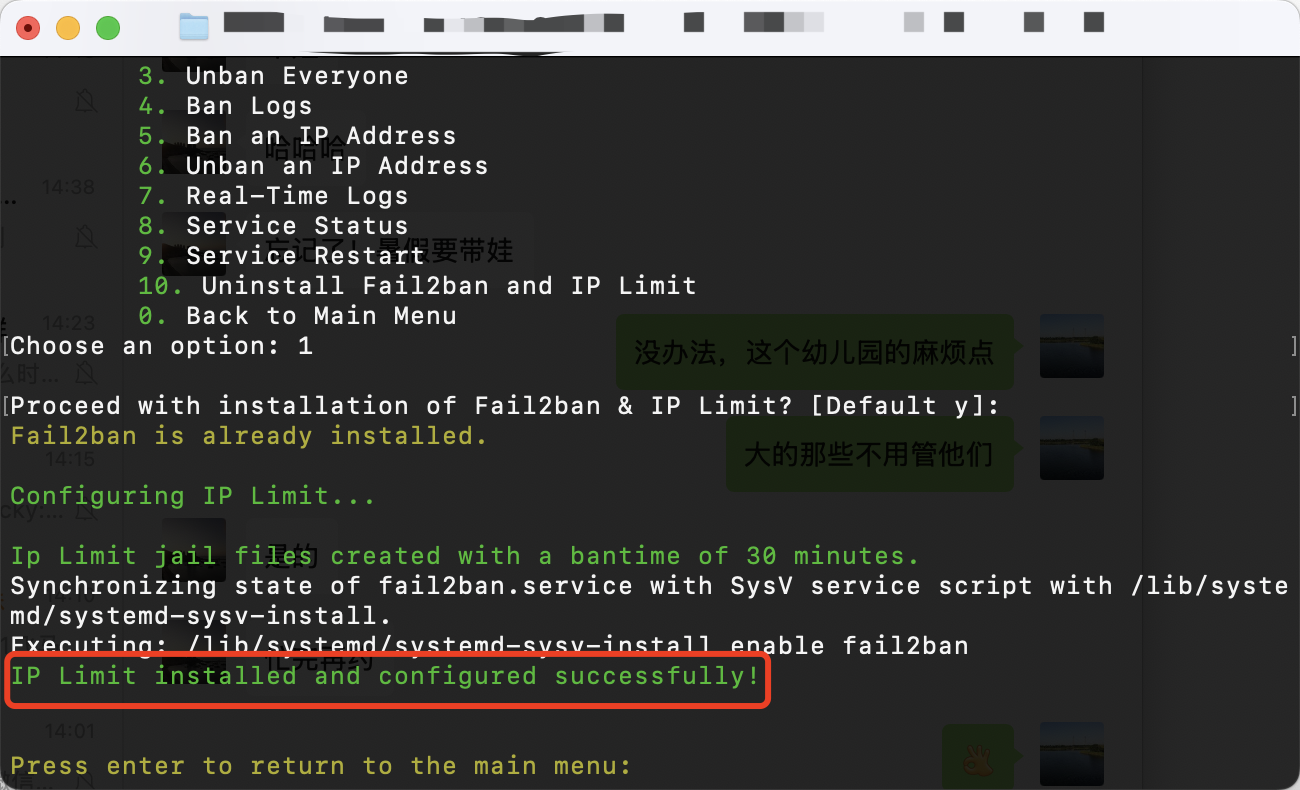 3. Unban Everyone
4. Ban Logs
5. Ban an IP Address
哈哈哈
6. Unban an IP Address
14:38
7. Real-Time Logs
8. Service Status
忘记了！暑假要带娃
9. Service Restart
10. Uninstall Fail2ban and IP Limit
0. Back to Main Menu
14:23
[Choose an option: 1 ]
没办法，这个幼儿园的麻烦点
么时...
[Proceed with installation of Fail2ban & IP Limit? [Default y]: ]
Fail2ban is already installed.
14:15
大的那些不用管他们
Configuring IP Limit...
cky:...
Ip Limit jail files created with a bantime of 30 minutes.
是的
Synchronizing state of fail2ban.service with SysV service script with /lib/syste
md/systemd-sysv-install.
Executing: /lib/systemd/systemd-sysv-install enable fail2ban
IP Limit installed and configured successfully!
14:01
Press enter to return to the main menu: